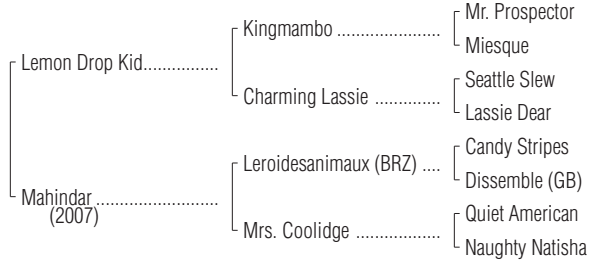 Mr. Prospector
Kingmambo ......................
Miesque
Lemon Drop Kid................
Seattle Slew
Charming Lassie ..............
Lassie Dear
Candy Stripes
Leroidesanimaux (BRZ) ....
Dissemble (GB)
Mahindar ..........................
(2007)
Quiet American
Mrs. Coolidge ..................
Naughty Natisha